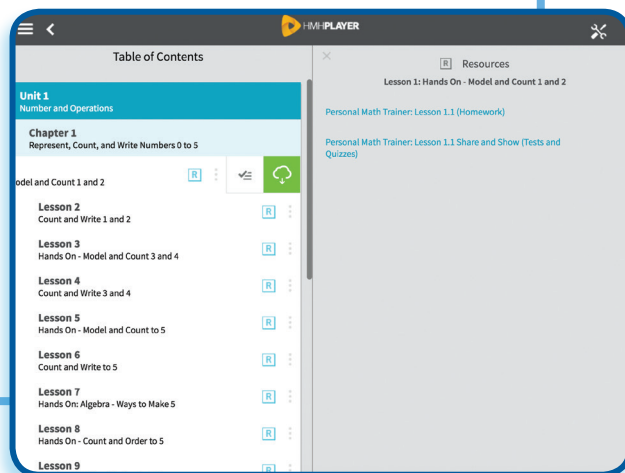 HMHPLAYER
Table of Contents
Unit 1
Number and Operations
Chapter 1
Represent, Count, and Write Numbers 0 to 5
odel and Count 1 and 2
R
Lesson 2
Count and Write 1 and 2
R
Lesson 3
Hands On - Model and Count 3 and 4
R
Lesson 4
Count and Write 3 and 4
R
Lesson 5
Hands On - Model and Count to 5
R
Lesson 6
Count and Write to 5
R
Lesson 7
Hands On: Algebra - Ways to Make 5
R
Lesson 8
Hands On - Count and Order to 5
R
Lesson 9
R
R Resources
Lesson 1: Hands On - Model and Count 1 and 2
Personal Math Trainer: Lesson 1.1 (Homework)
Personal Math Trainer: Lesson 1.1 Share and Show (Tests and
Quizzes)